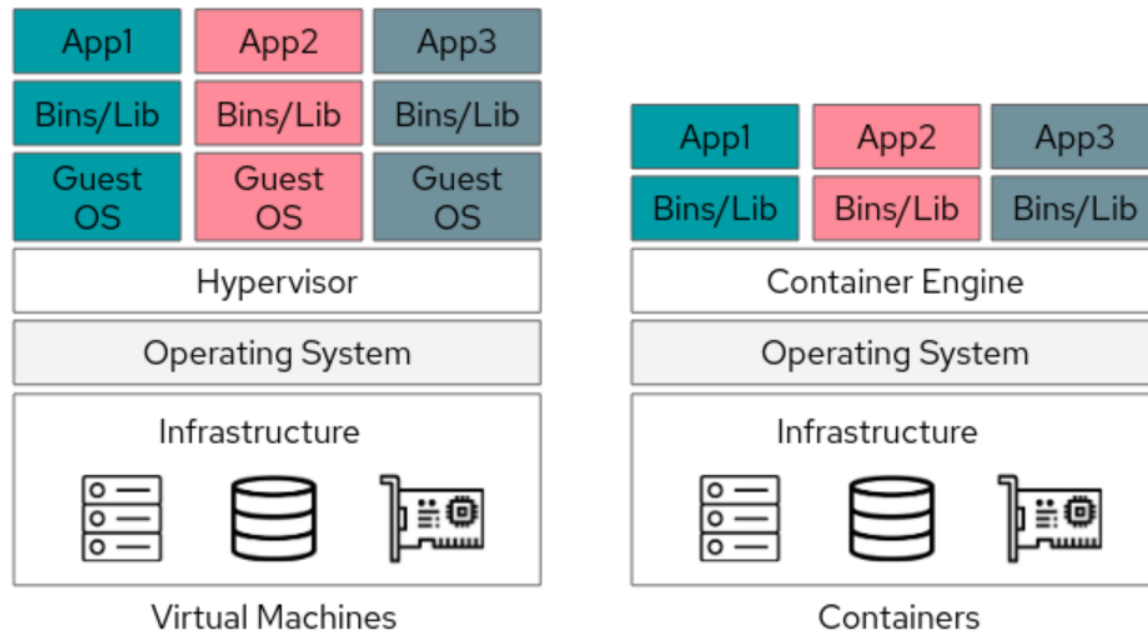 App1
App2
App3
Bins/Lib
Bins/Lib
Bins/Lib
Guest
OS
Guest
OS
Guest
OS
Hypervisor
Operating System
Infrastructure
Virtual Machines
App1
App2
App3
Bins/Lib
Bins/Lib
Bins/Lib
Container Engine
Operating System
Infrastructure
Containers